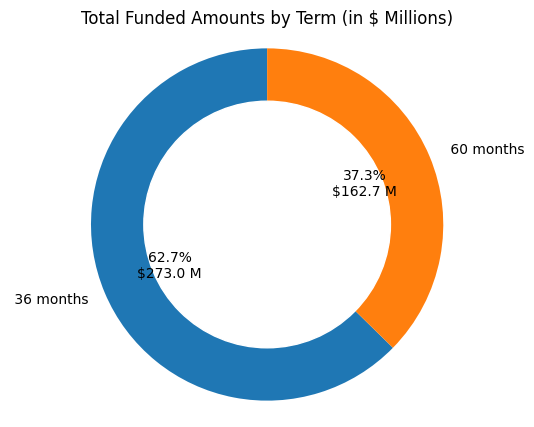 Total Funded Amounts by Term (in $ Millions)
60 months
37.3%
$162.7 M
62.7%
$273.0 M
36 months